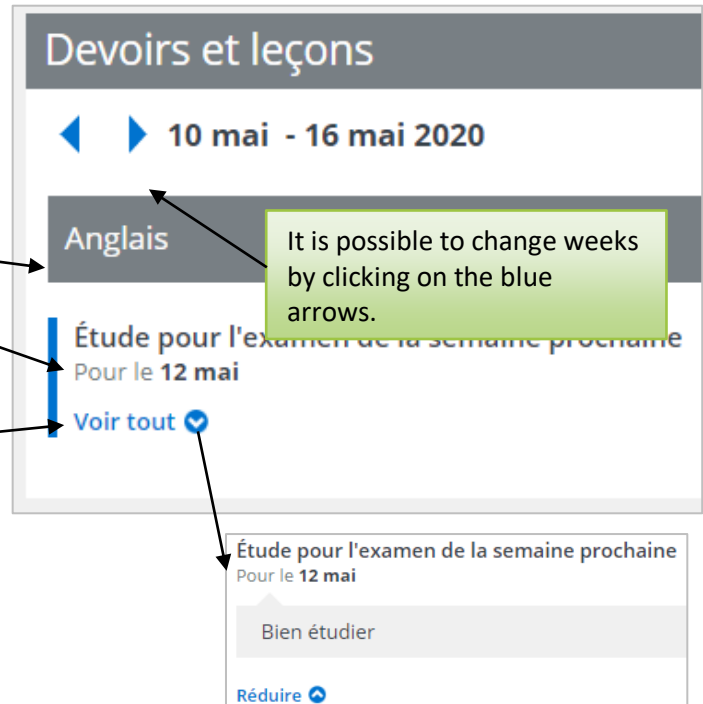 Devoirs et leçons
10 mai - 16 mai 2020
Anglais
It is possible to change weeks
by clicking on the blue
arrows.
Étude pour l'examen de la semaine prochaine
Pour le 12 mai
Voir tout
Étude pour l'examen de la semaine prochaine
Pour le 12 mai
Bien étudier
Réduire